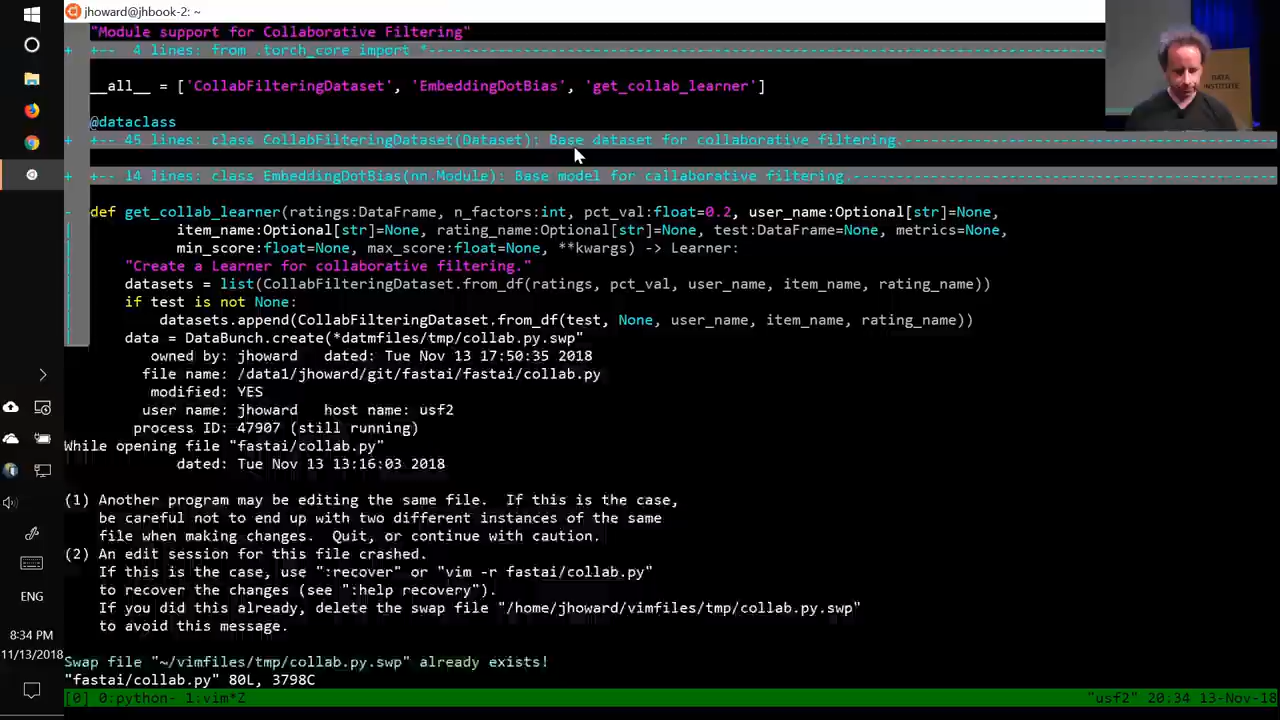 jhoward@jhbook-2: ~
"Module support for Collaborative Filtering"
+ +-- 4 lines: from .torch_core import *
__all__ = ['CollabFilteringDataset', 'EmbeddingDotBias', 'get_collab_learner']
@dataclass
+ +-- 45 lines: class CollabFilteringDataset(Dataset): Base dataset for collaborative filtering.
+ +-- 14 lines: class EmbeddingDotBias(nn.Module): Base model for callaborative filtering.
- def get_collab_learner(ratings:DataFrame, n_factors:int, pct_val:float=0.2, user_name:Optional[str]=None,
item_name:Optional[str]=None, rating_name:Optional[str]=None, test:DataFrame=None, metrics=None,
min_score:float=None, max_score:float=None, **kwargs) -> Learner:
"Create a Learner for collaborative filtering."
datasets = list(CollabFilteringDataset.from_df(ratings, pct_val, user_name, item_name, rating_name))
if test is not None:
datasets.append(CollabFilteringDataset.from_df(test, None, user_name, item_name, rating_name))
data = DataBunch.create(*datmfiles/tmp/collab.py.swp"
owned by: jhoward dated: Tue Nov 13 17:50:35 2018
file name: /data1/jhoward/git/fastai/fastai/collab.py
modified: YES
user name: jhoward host name: usf2
process ID: 47907 (still running)
While opening file "fastai/collab.py"
dated: Tue Nov 13 13:16:03 2018
(1) Another program may be editing the same file. If this is the case,
be careful not to end up with two different instances of the same
file when making changes. Quit, or continue with caution.
(2) An edit session for this file crashed.
If this is the case, use ":recover" or "vim -r fastai/collab.py"
to recover the changes (see ":help recovery").
If you did this already, delete the swap file "/home/jhoward/vimfiles/tmp/collab.py.swp"
to avoid this message.
Swap file "~/vimfiles/tmp/collab.py.swp" already exists!
"fastai/collab.py" 80L, 3798C
[0] 0:python- 1:vim*Z "usf2" 20:34 13-Nov-18
ENG
8:34 PM
11/13/2018
DATA
INSTITUTE